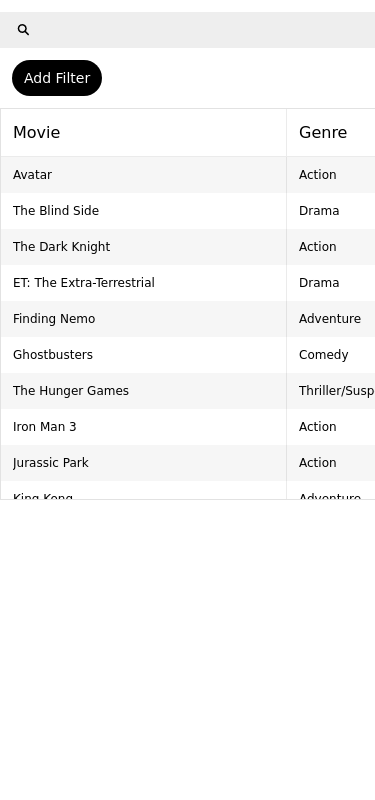 Add Filter
Movie Genre
Avatar Action
The Blind Side Drama
The Dark Knight Action
ET: The Extra-Terrestrial Drama
Finding Nemo Adventure
Ghostbusters Comedy
The Hunger Games Thriller/Susp
Iron Man 3 Action
Jurassic Park Action
King Kong Adventure